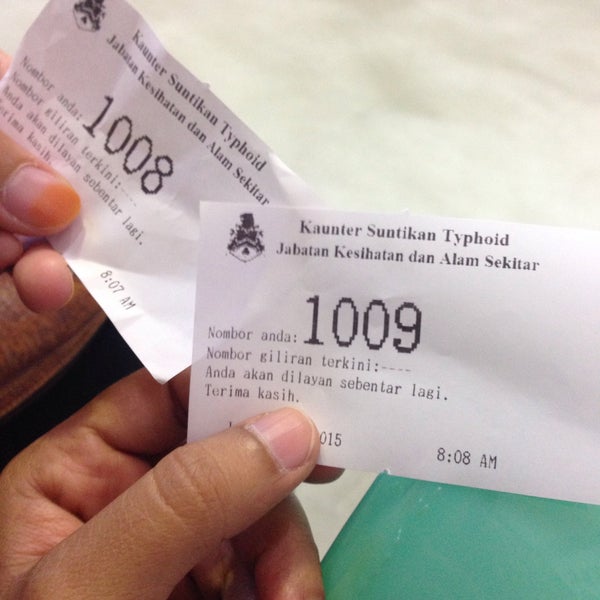 Kaunter Suntikan Typhoid
Jabatan Kesihatan dan Alam Sekitar
Nombor anda: 1008
Nombor giliran terkini:----
Anda akan dilayan sebentar lagi.
Terima kasih.
8:07 AM
Kaunter Suntikan Typhoid
Jabatan Kesihatan dan Alam Sekitar
Nombor anda: 1009
Nombor giliran terkini:----
Anda akan dilayan sebentar lagi.
Terima kasih.
8:08 AM